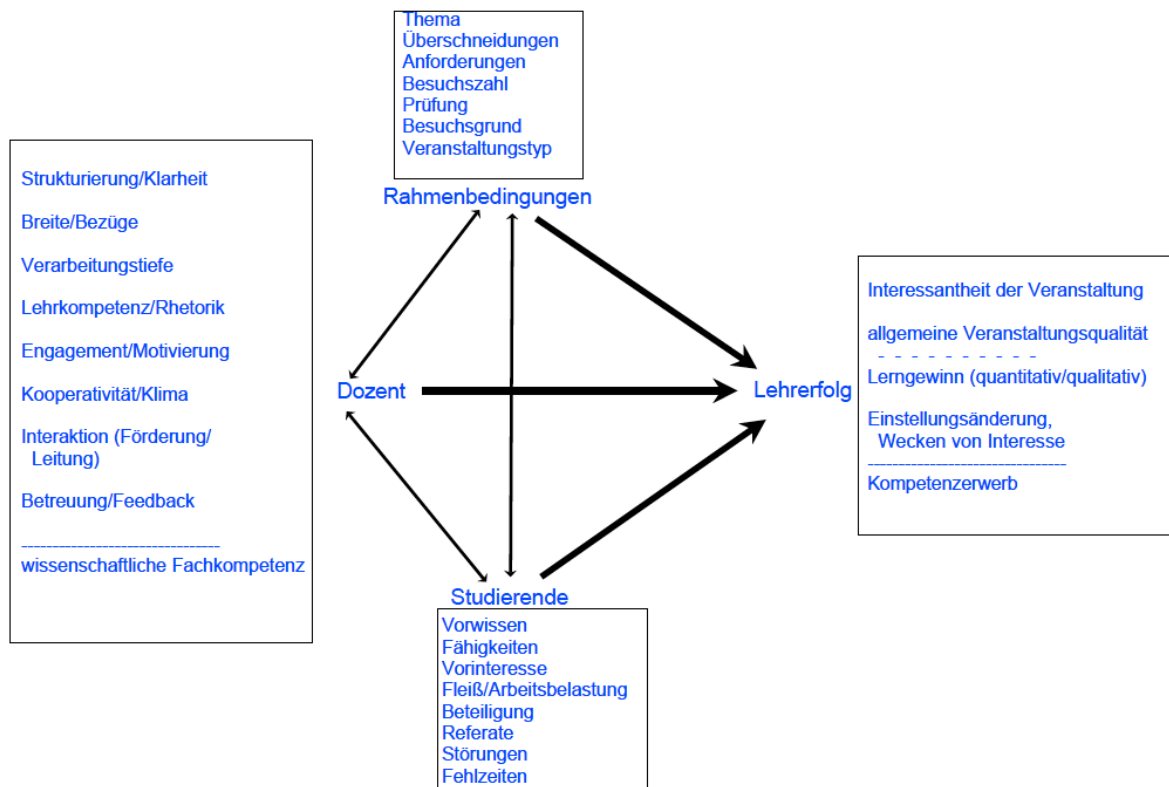 Thema
Überschneidungen
Anforderungen
Besuchszahl
Prüfung
Besuchsgrund
Veranstaltungstyp
Rahmenbedingungen
Strukturierung/Klarheit
Breite/Bezüge
Verarbeitungstiefe
Lehrkompetenz/Rhetorik
Engagement/Motivierung
Kooperativität/Klima
Interaktion (Förderung/
Leitung)
Betreuung/Feedback
--------------------------------
wissenschaftliche Fachkompetenz
Dozent
Lehrerfolg
Interessantheit der Veranstaltung
allgemeine Veranstaltungsqualität
- - - - - - - - - -
Lerngewinn (quantitativ/qualitativ)
Einstellungsänderung,
Wecken von Interesse
--------------------------------
Kompetenzerwerb
Studierende
Vorwissen
Fähigkeiten
Vorinteresse
Fleiß/Arbeitsbelastung
Beteiligung
Referate
Störungen
Fehlzeiten